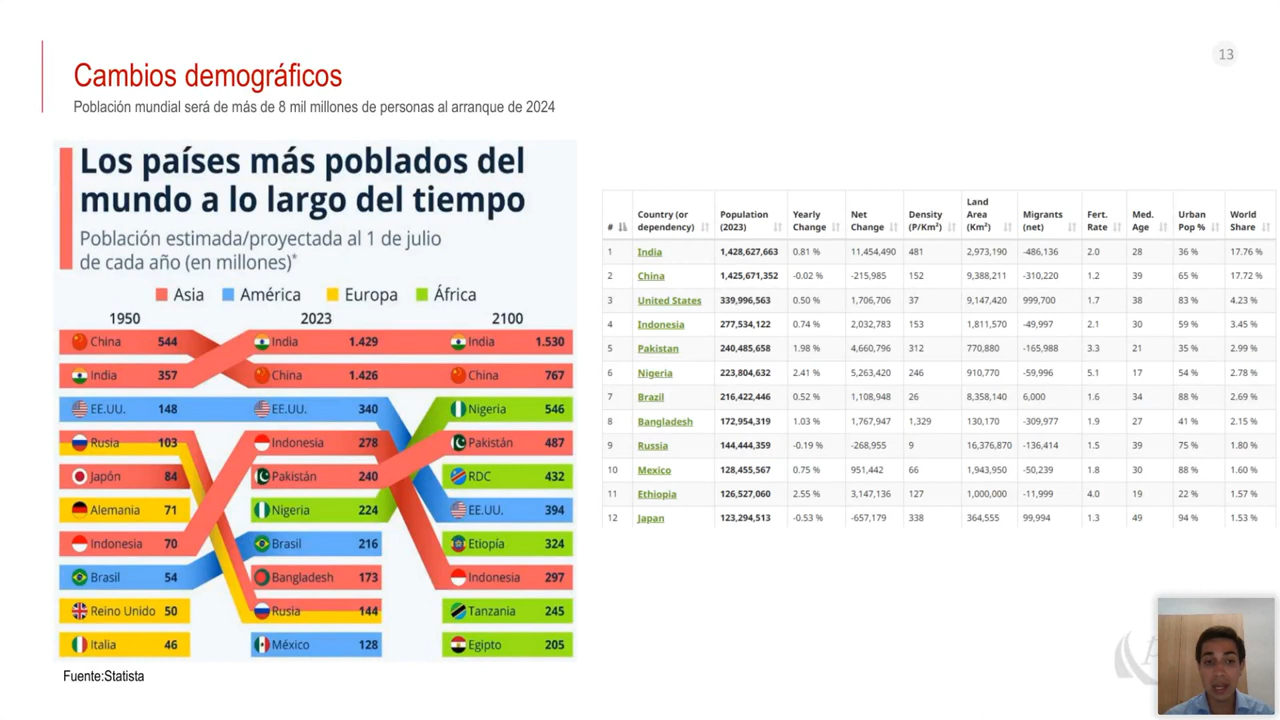 13
Cambios demográficos
Población mundial será de más de 8 mil millones de personas al arranque de 2024
Los países más poblados del
mundo a lo largo del tiempo
Población estimada/proyectada al 1 de julio
de cada año (en millones)*
Asia América Europa África
1950 2023 2100
China 544 India 1.429 India 1.530
India 357 China 1.426 China 767
EE.UU. 148 EE.UU. 340 Nigeria 546
Rusia 103 Indonesia 278 Pakistán 487
Japón 84 Pakistán 240 RDC 432
Alemania 71 Nigeria 224 EE.UU. 394
Indonesia 70 Brasil 216 Etiopía 324
Brasil 54 Bangladesh 173 Indonesia 297
Reino Unido 50 Rusia 144 Tanzania 245
Italia 46 México 128 Egipto 205
Fuente:Statista
# Country (or dependency) Population (2023) Yearly Change Net Change Density (P/Km²) Land Area (Km²) Migrants (net) Fert. Rate Med. Age Urban Pop % World Share
1 India 1,428,627,663 0.81 % 11,454,490 481 2,973,190 -486,136 2.0 28 36 % 17.76 %
2 China 1,425,671,352 -0.02 % -215,985 152 9,388,211 -310,220 1.2 39 65 % 17.72 %
3 United States 339,996,563 0.50 % 1,706,706 37 9,147,420 999,700 1.7 38 83 % 4.23 %
4 Indonesia 277,534,122 0.74 % 2,032,783 153 1,811,570 -49,997 2.1 30 59 % 3.45 %
5 Pakistan 240,485,658 1.98 % 4,660,796 312 770,880 -165,988 3.3 21 35 % 2.99 %
6 Nigeria 223,804,632 2.41 % 5,263,420 246 910,770 -59,996 5.1 17 54 % 2.78 %
7 Brazil 216,422,446 0.52 % 1,108,948 26 8,358,140 6,000 1.6 34 88 % 2.69 %
8 Bangladesh 172,954,319 1.03 % 1,767,947 1,329 130,170 -309,977 1.9 27 41 % 2.15 %
9 Russia 144,444,359 -0.19 % -268,955 9 16,376,870 -136,414 1.5 39 75 % 1.80 %
10 Mexico 128,455,567 0.75 % 951,442 66 1,943,950 -50,239 1.8 30 88 % 1.60 %
11 Ethiopia 126,527,060 2.55 % 3,147,136 127 1,000,000 -11,999 4.0 19 22 % 1.57 %
12 Japan 123,294,513 -0.53 % -657,179 338 364,555 99,994 1.3 49 94 % 1.53 %